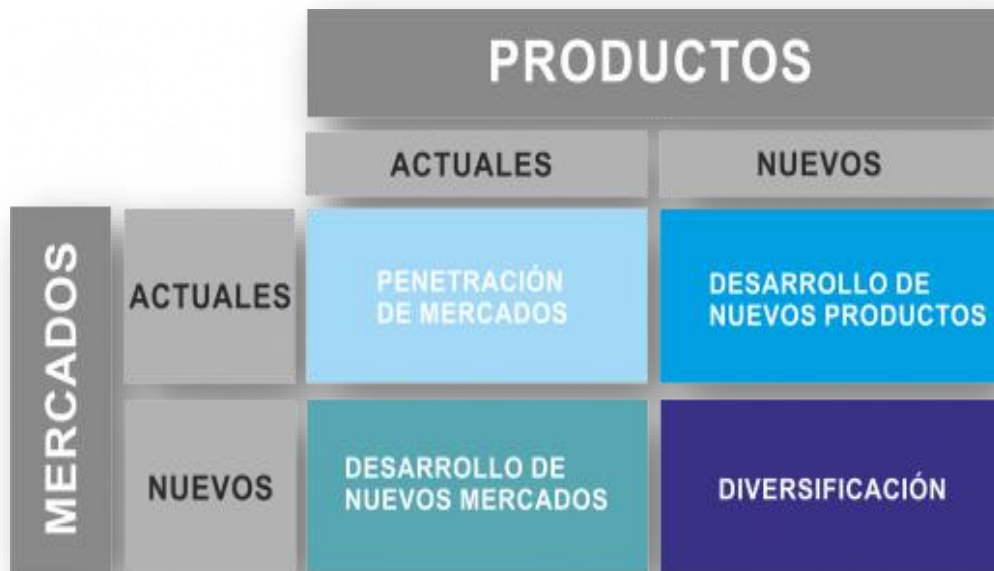 PRODUCTOS
ACTUALES
NUEVOS
MERCADOS
ACTUALES
PENETRACIÓN
DE MERCADOS
DESARROLLO DE
NUEVOS PRODUCTOS
NUEVOS
DESARROLLO DE
NUEVOS MERCADOS
DIVERSIFICACIÓN